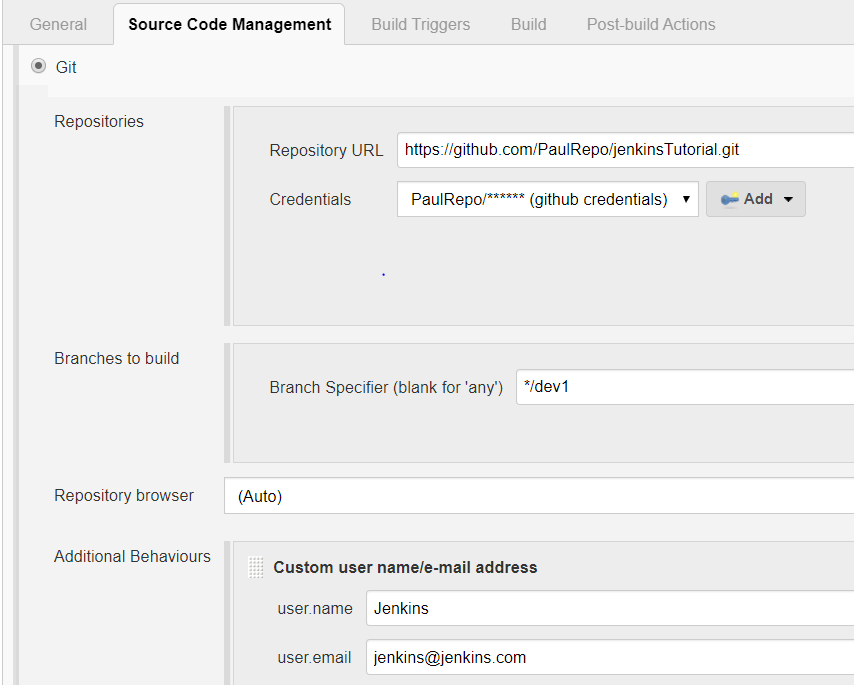 General Source Code Management Build Triggers Build Post-build Actions
Git
Repositories
Repository URL https://github.com/PaulRepo/jenkinsTutorial.git
Credentials PaulRepo/****** (github credentials) Add
Branches to build
Branch Specifier (blank for 'any') */dev1
Repository browser (Auto)
Additional Behaviours
Custom user name/e-mail address
user.name Jenkins
user.email jenkins@jenkins.com